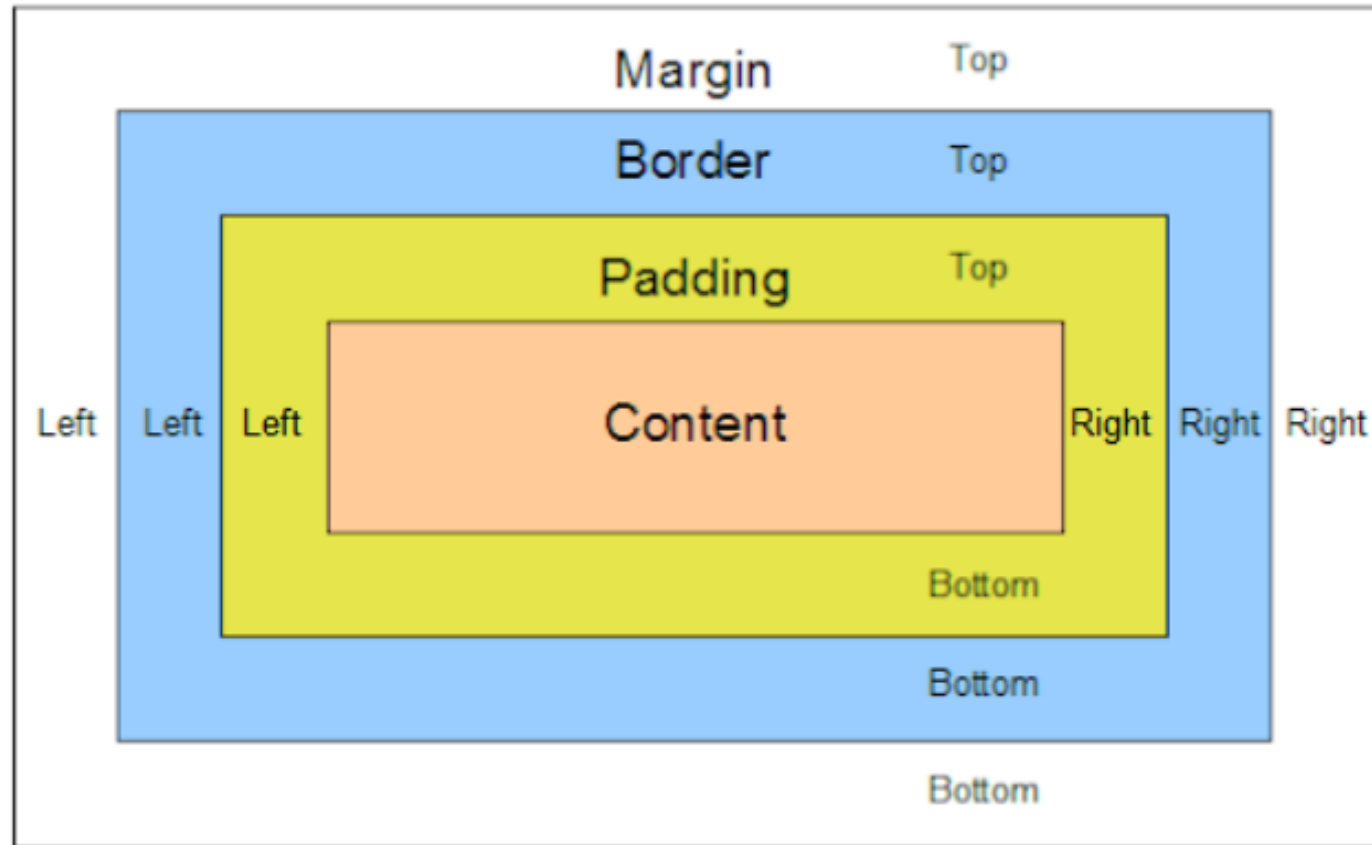 Margin Top
Border Top
Padding Top
Left Left Left Content Right Right Right
Bottom
Bottom
Bottom